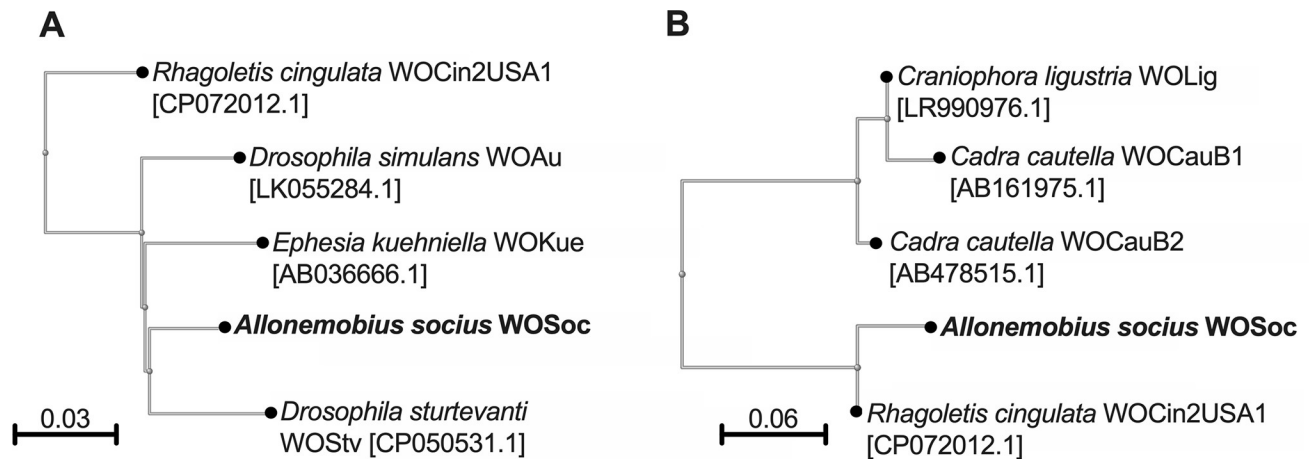 A
Rhagoletis cingulata WOCin2USA1
[CP072012.1]
Drosophila simulans WOAu
[LK055284.1]
Ephesia kuehniella WOKue
[AB036666.1]
Allonemobius socius WOSoc
Drosophila sturtevanti
WOStv [CP050531.1]
0.03
B
Craniophora ligustria WOLig
[LR990976.1]
Cadra cautella WOCauB1
[AB161975.1]
Cadra cautella WOCauB2
[AB478515.1]
Allonemobius socius WOSoc
Rhagoletis cingulata WOCin2USA1
[CP072012.1]
0.06